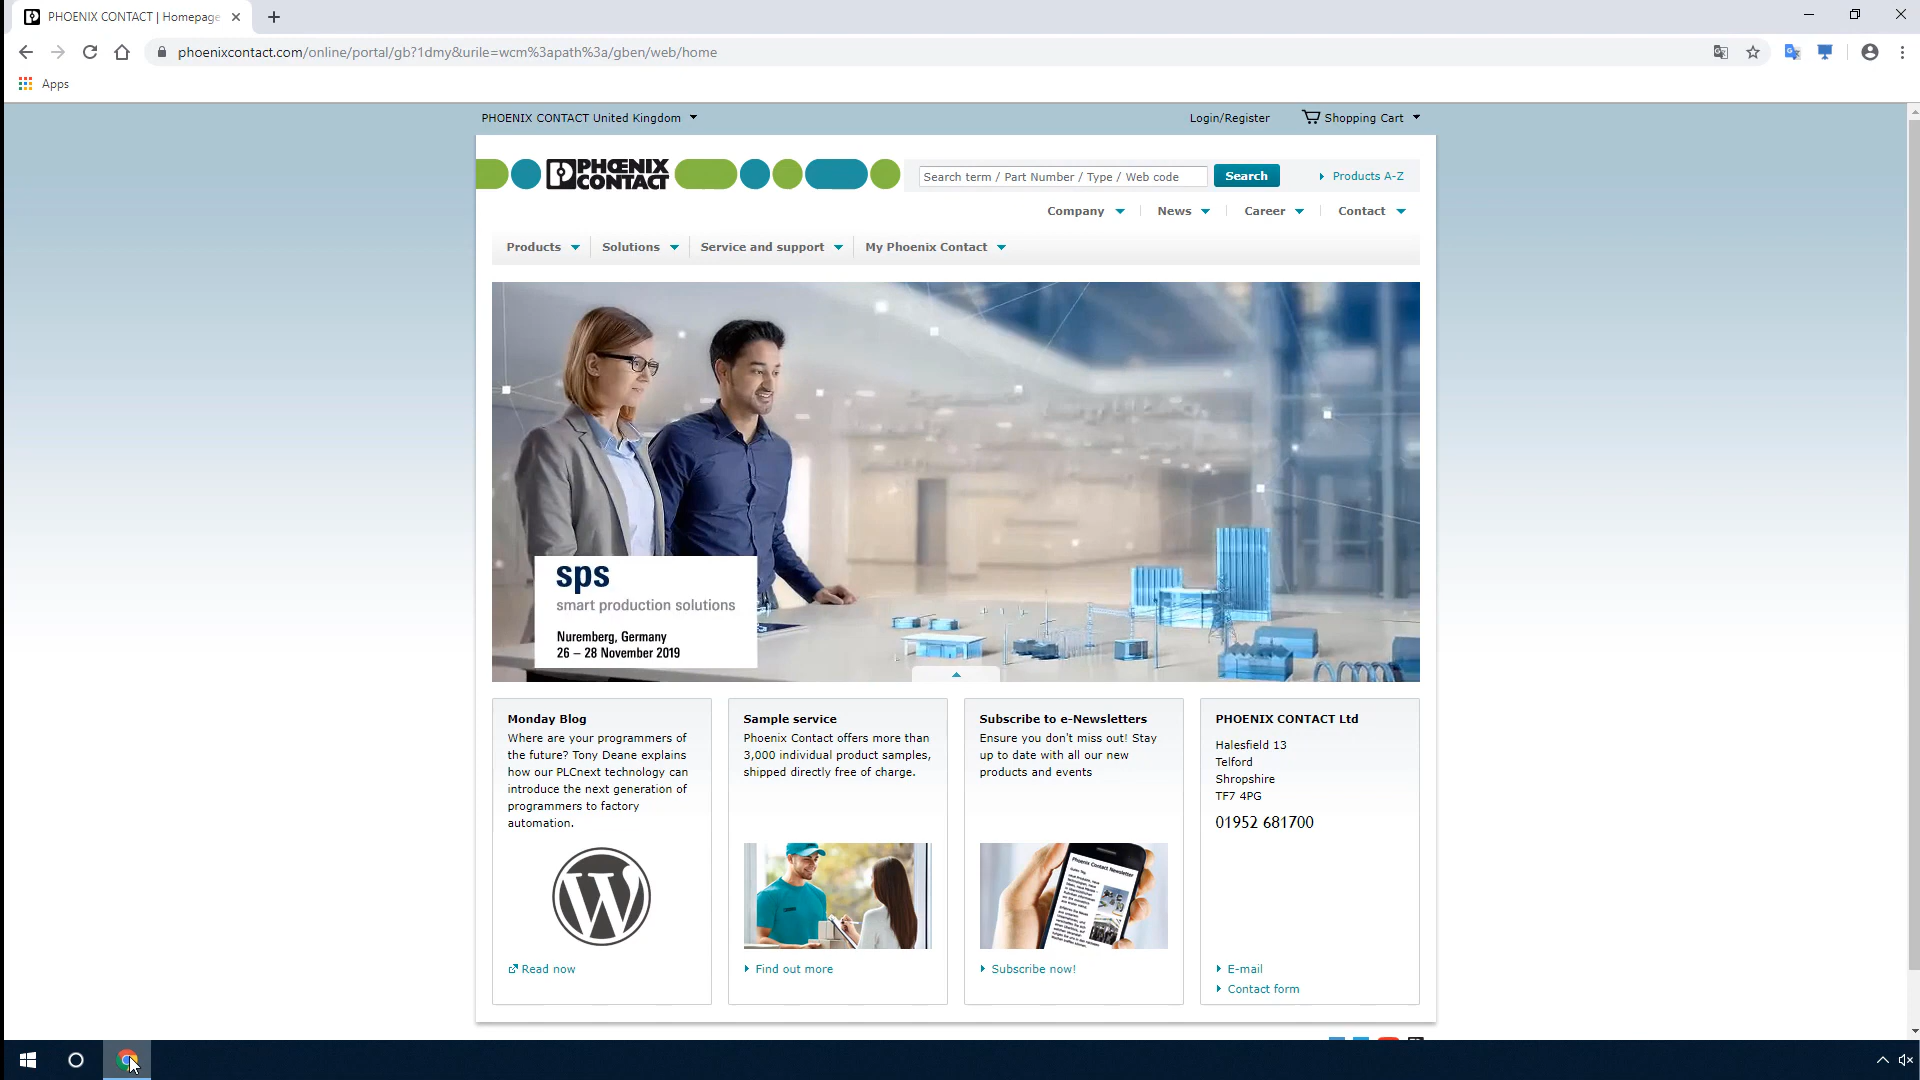 PHOENIX CONTACT | Homepage
phoenixcontact.com/online/portal/gb?1dmy&urile=wcm%3apath%3a/gben/web/home
Apps
PHOENIX CONTACT United Kingdom
Login/Register
Shopping Cart
PHŒNIX
CONTACT
Search term / Part Number / Type / Web code
Search
Products A-Z
Company
News
Career
Contact
Products
Solutions
Service and support
My Phoenix Contact
sps
smart production solutions
Nuremberg, Germany
26 – 28 November 2019
Monday Blog
Where are your programmers of
the future? Tony Deane explains
how our PLCnext technology can
introduce the next generation of
programmers to factory
automation.
Read now
Sample service
Phoenix Contact offers more than
3,000 individual product samples,
shipped directly free of charge.
Find out more
Subscribe to e-Newsletters
Ensure you don't miss out! Stay
up to date with all our new
products and events
Phoenix Contact Newsletter
Subscribe now!
PHOENIX CONTACT Ltd
Halesfield 13
Telford
Shropshire
TF7 4PG
01952 681700
E-mail
Contact form